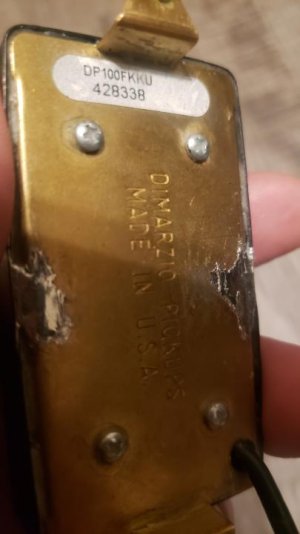 DP100FKKU
428338
DIMARZIO PICKUPS
MADE IN U.S.A.